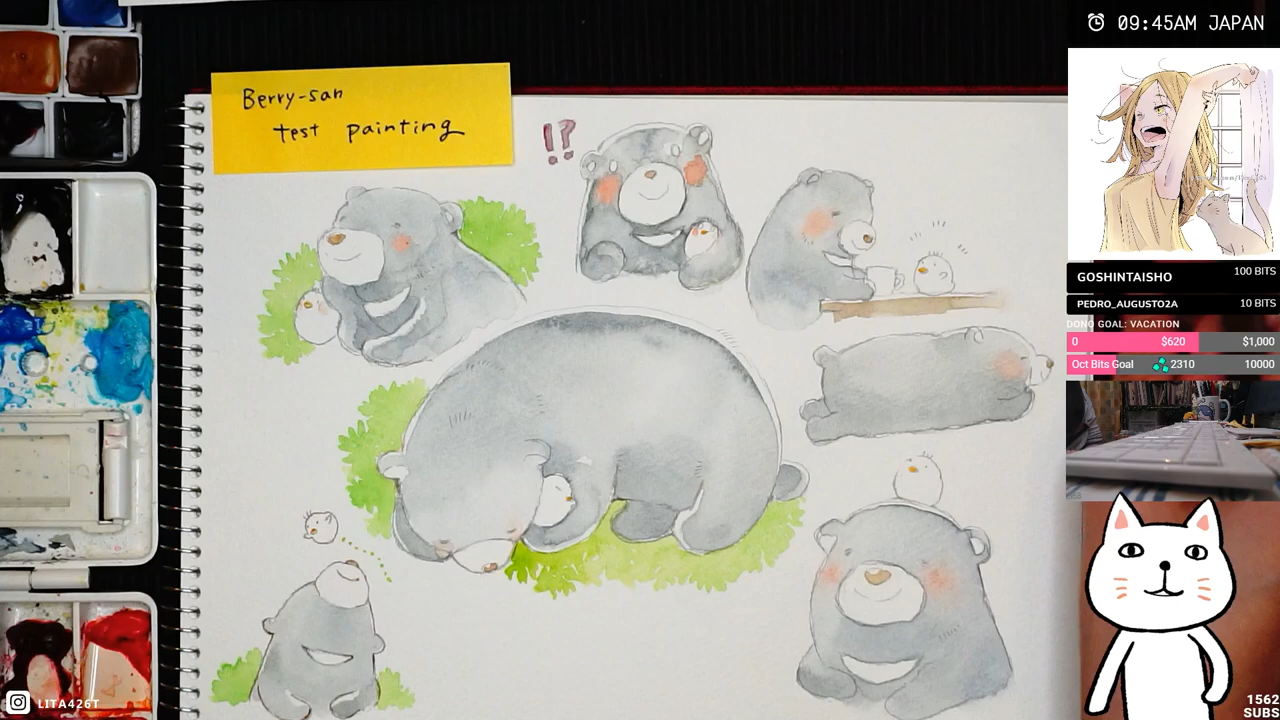 09:45AM JAPAN
Berry-san
test painting
!?
GOSHINTAISHO 100 BITS
PEDRO_AUGUSTO2A 10 BITS
DONO GOAL: VACATION
0 $620 $1,000
Oct Bits Goal 2310 10000
LITA426T
1562
SUBS